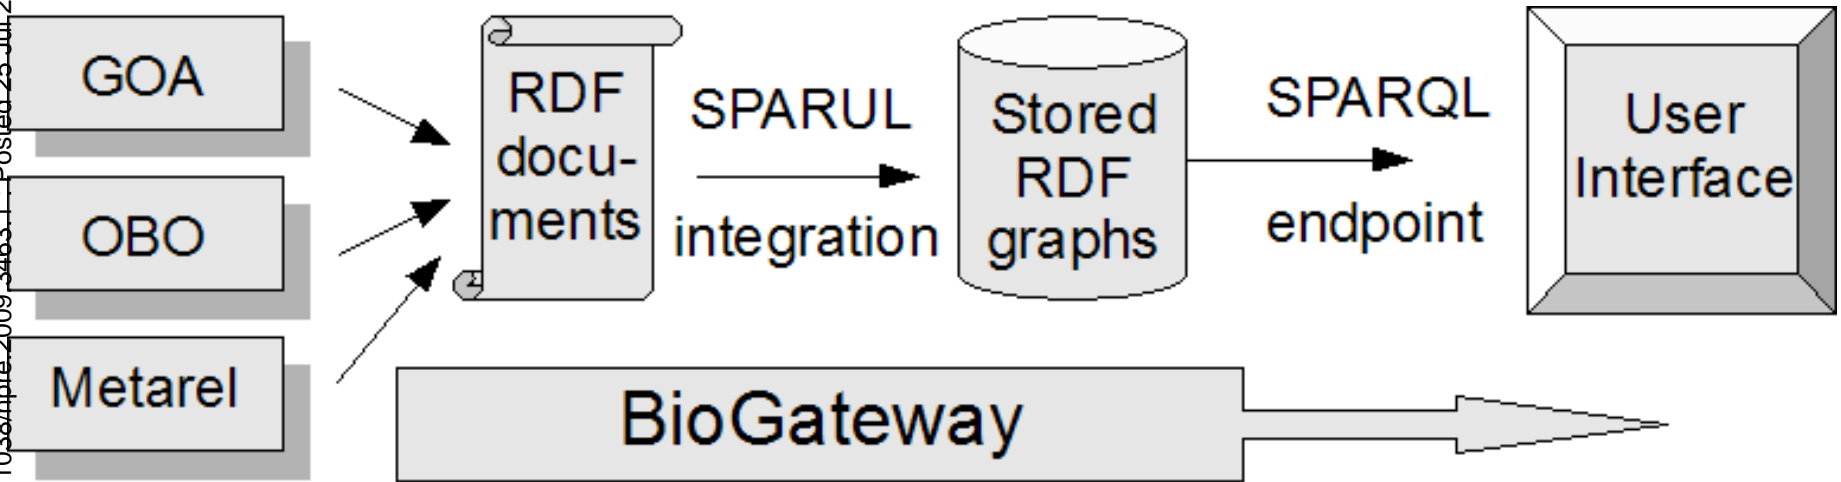 GOA
OBO
Metarel
RDF
docu-
ments
SPARUL
integration
Stored
RDF
graphs
SPARQL
endpoint
User
Interface
BioGateway